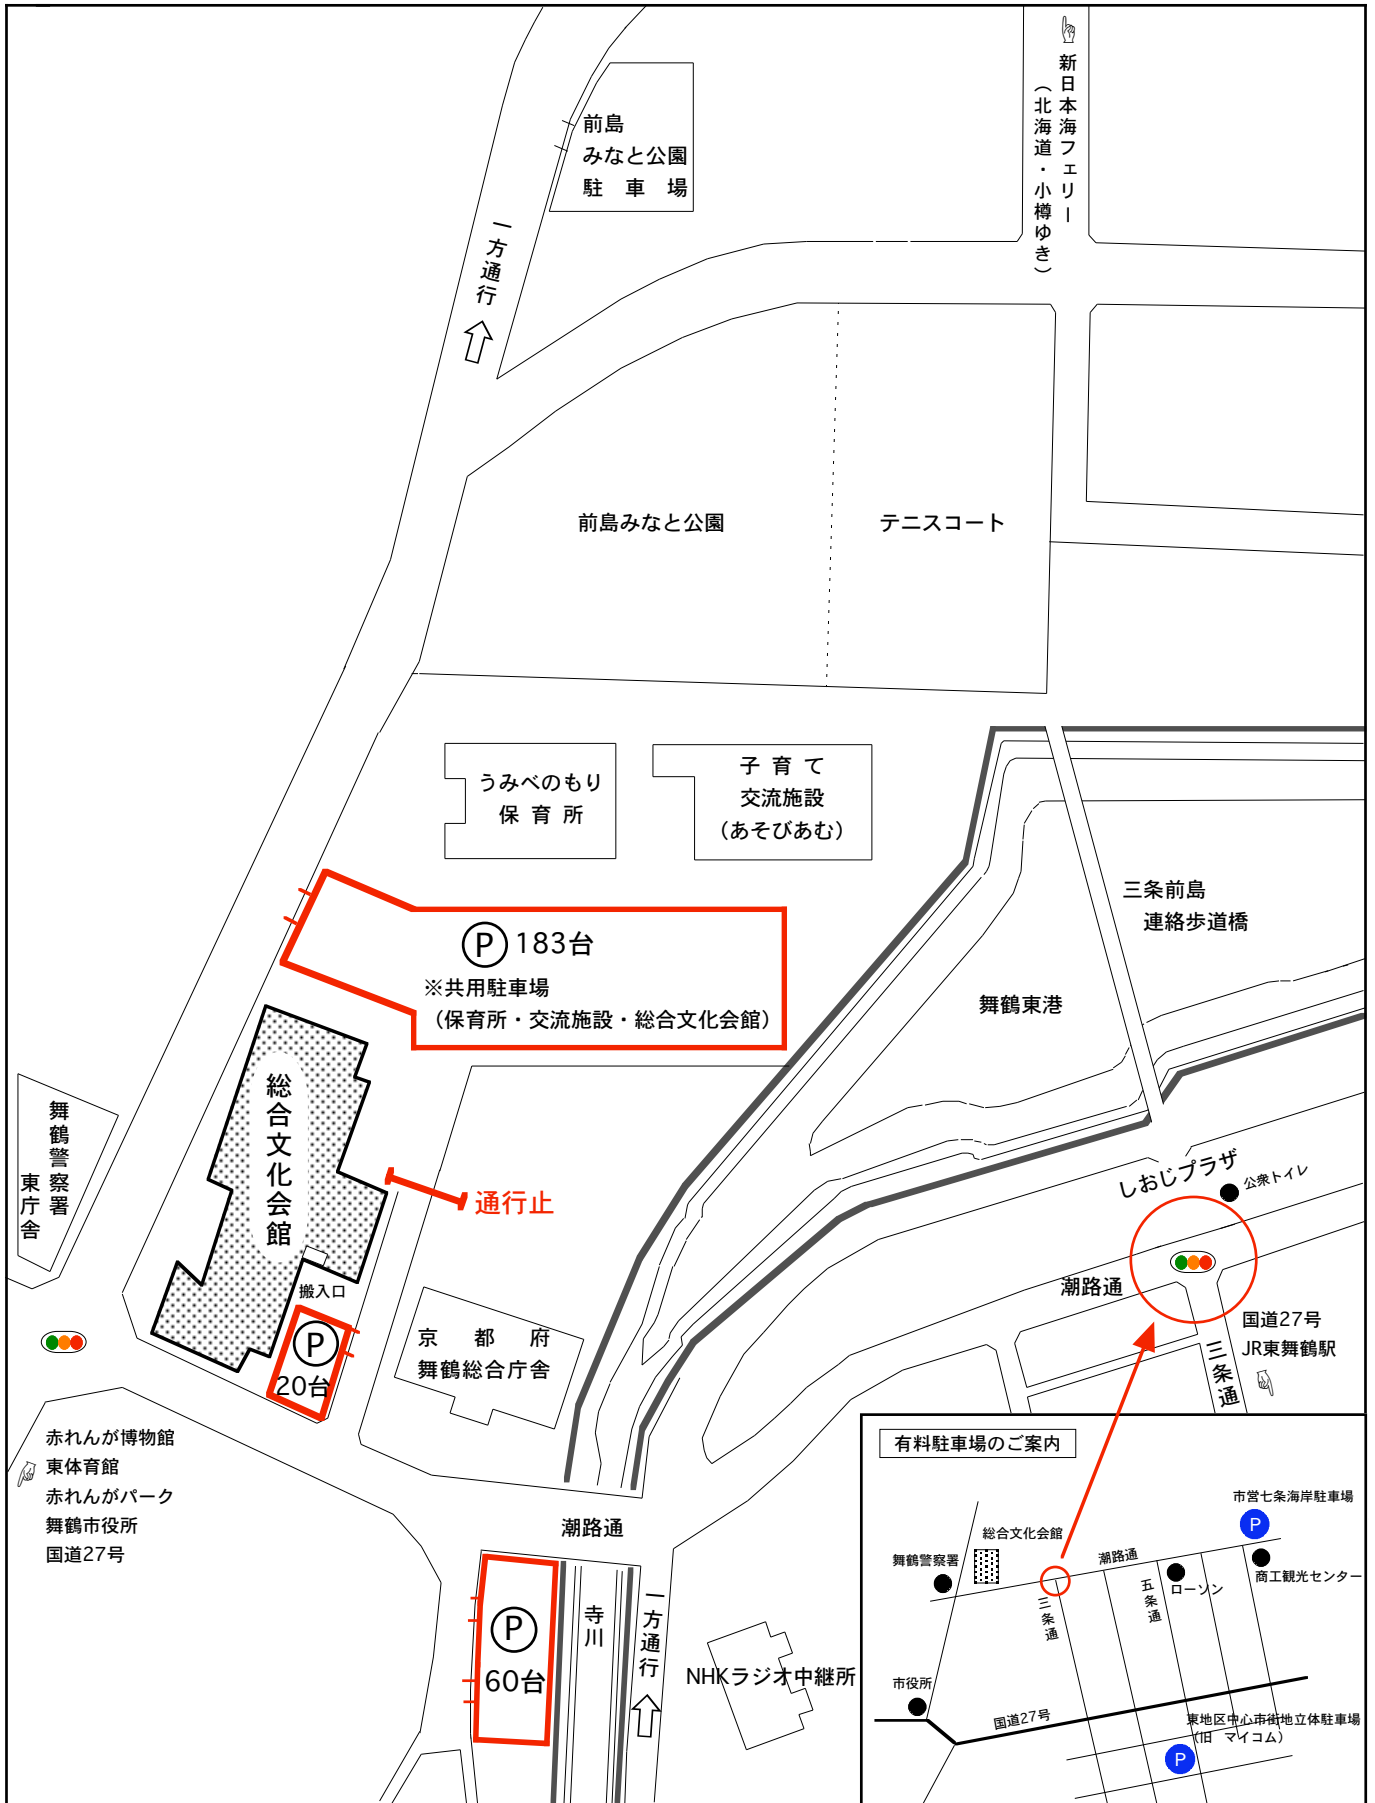 前島
みなと公園
駐 車 場
新日本海フェリー
（北海道・小樽ゆき）
一方通行
前島みなと公園
テニスコート
うみべのもり
保 育 所
子 育 て
交流施設
（あそびあむ）
P 183台
※共用駐車場
（保育所・交流施設・総合文化会館）
三条前島
連絡歩道橋
舞鶴東港
総合文化会館
舞鶴警察署
東庁舎
通行止
搬入口
P
20台
京 都 府
舞鶴総合庁舎
しおじプラザ
公衆トイレ
潮路通
国道27号
JR東舞鶴駅
三条通
赤れんが博物館
東体育館
赤れんがパーク
舞鶴市役所
国道27号
潮路通
P
60台
寺川
一方通行
NHKラジオ中継所
有料駐車場のご案内
市営七条海岸駐車場
P
総合文化会館
舞鶴警察署
潮路通
商工観光センター
ローソン
五条通
三条通
市役所
国道27号
東地区中心市街地立体駐車場
（旧 マイコム）
P